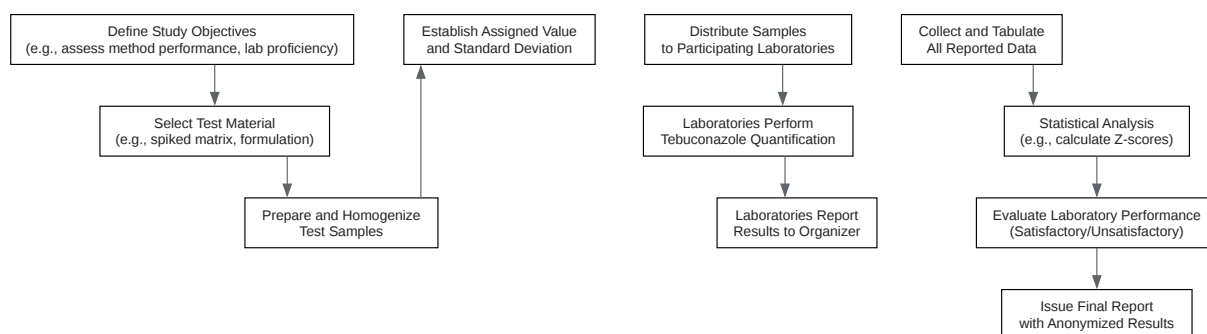 Define Study Objectives
(e.g., assess method performance, lab proficiency)
Select Test Material
(e.g., spiked matrix, formulation)
Prepare and Homogenize
Test Samples
Establish Assigned Value
and Standard Deviation
Distribute Samples
to Participating Laboratories
Laboratories Perform
Tebuconazole Quantification
Laboratories Report
Results to Organizer
Collect and Tabulate
All Reported Data
Statistical Analysis
(e.g., calculate Z-scores)
Evaluate Laboratory Performance
(Satisfactory/Unsatisfactory)
Issue Final Report
with Anonymized Results